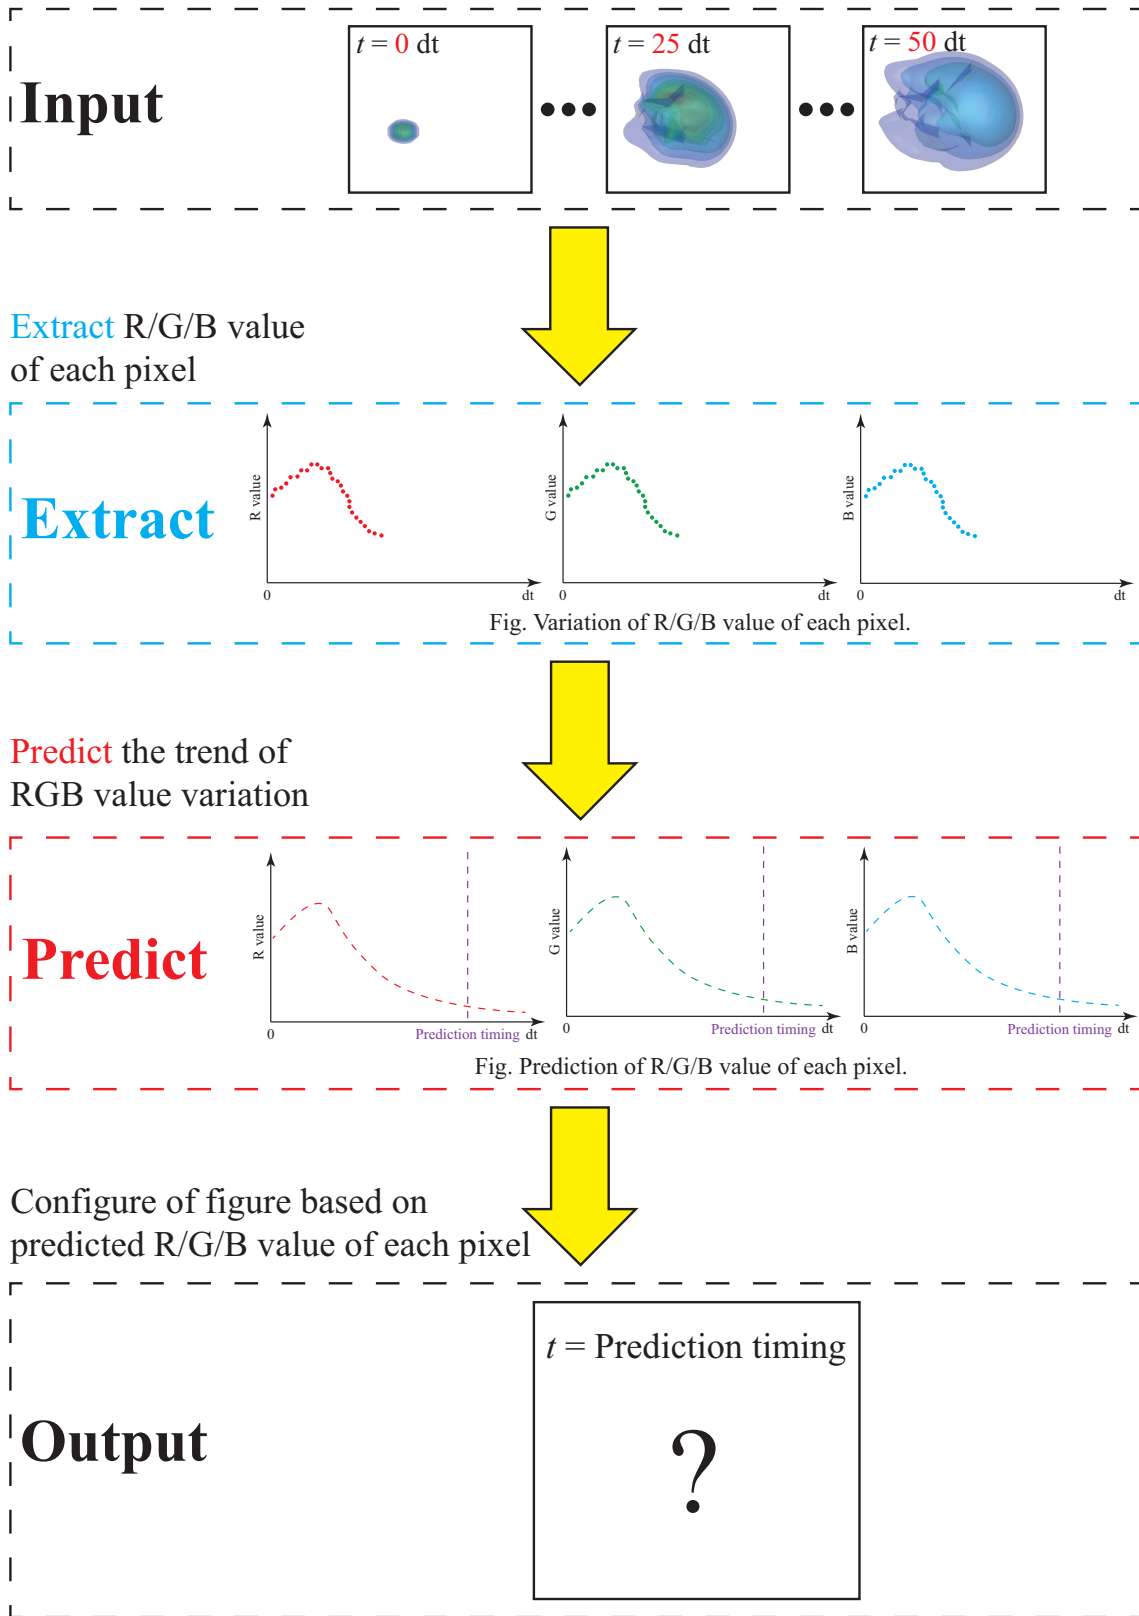 t = 0 dt
t = 25 dt
t = 50 dt
Input
Extract R/G/B value
of each pixel
Extract
R value
0
dt
G value
0
dt
B value
0
dt
Fig. Variation of R/G/B value of each pixel.
Predict the trend of
RGB value variation
Predict
R value
0
Prediction timing
dt
G value
0
Prediction timing
dt
B value
0
Prediction timing
dt
Fig. Prediction of R/G/B value of each pixel.
Configure of figure based on
predicted R/G/B value of each pixel
Output
t = Prediction timing
?